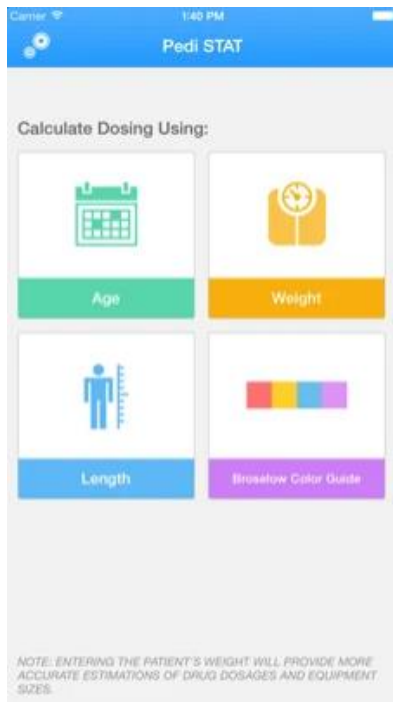 Carrier 1:40 PM
Pedi STAT
Calculate Dosing Using:
Age Weight
Length Broselow Color Guide
NOTE: ENTERING THE PATIENT'S WEIGHT WILL PROVIDE MORE
ACCURATE ESTIMATIONS OF DRUG DOSAGES AND EQUIPMENT
SIZES.